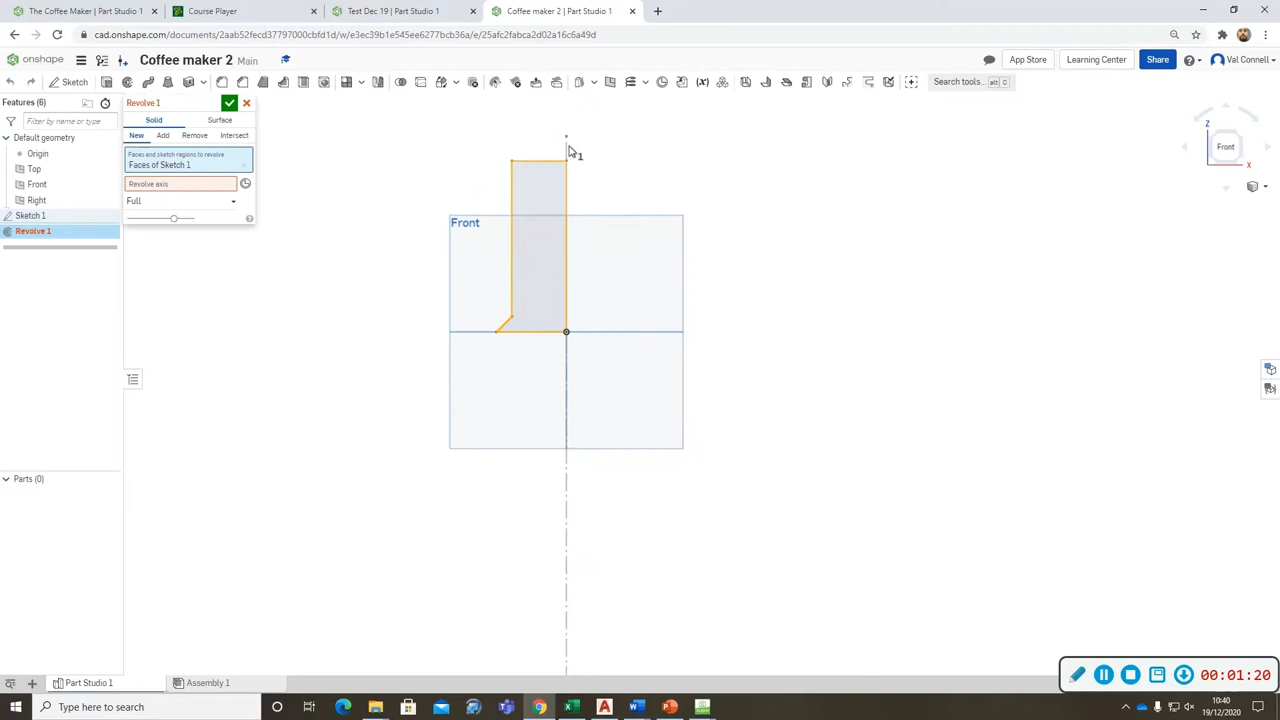 The Coffee Maker | Part Studio 1
Course Player
Test Dec 19 | Part Studio 1
Coffee maker 2 | Part Studio 1
cad.onshape.com/documents/2aab52fecd37797000cbfd1d/w/e3ec39b1e545ee6277bcb36a/e/25afc2fabca2d02a16c6a49d
onshape
Coffee maker 2 Main
App Store
Learning Center
Share
Val Connell
Sketch
Search tools...
alt C
Features (6)
Filter by name or type
Default geometry
Origin
Top
Front
Right
Sketch 1
Revolve 1
Parts (0)
Revolve 1
Solid
Surface
New
Add
Remove
Intersect
Faces and sketch regions to revolve
Faces of Sketch 1
Revolve axis
Full
Front
1
Z
Front
X
Part Studio 1
Assembly 1
00:01:20
Type here to search
10:40
19/12/2020